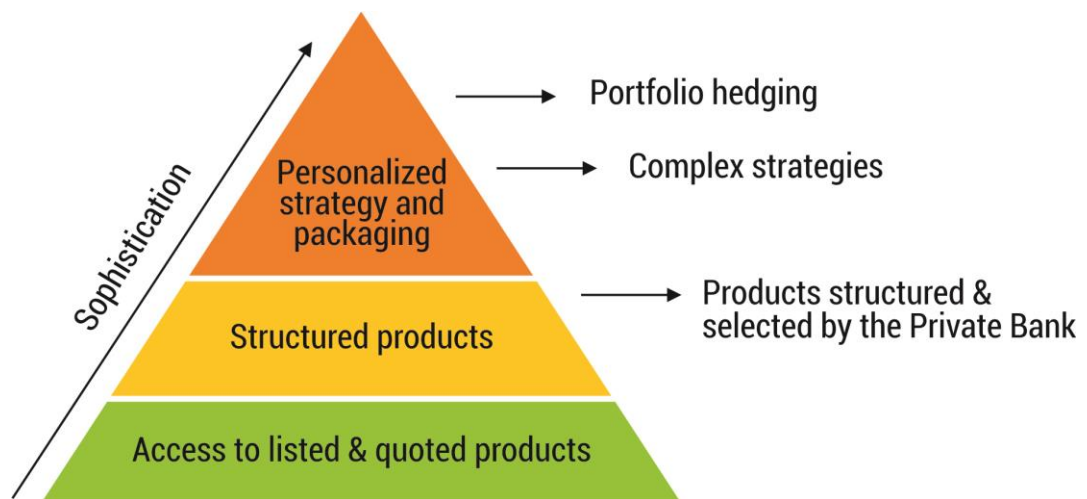 Portfolio hedging
Complex strategies
Personalized
strategy and
packaging
Sophistication
Products structured &
selected by the Private Bank
Structured products
Access to listed & quoted products